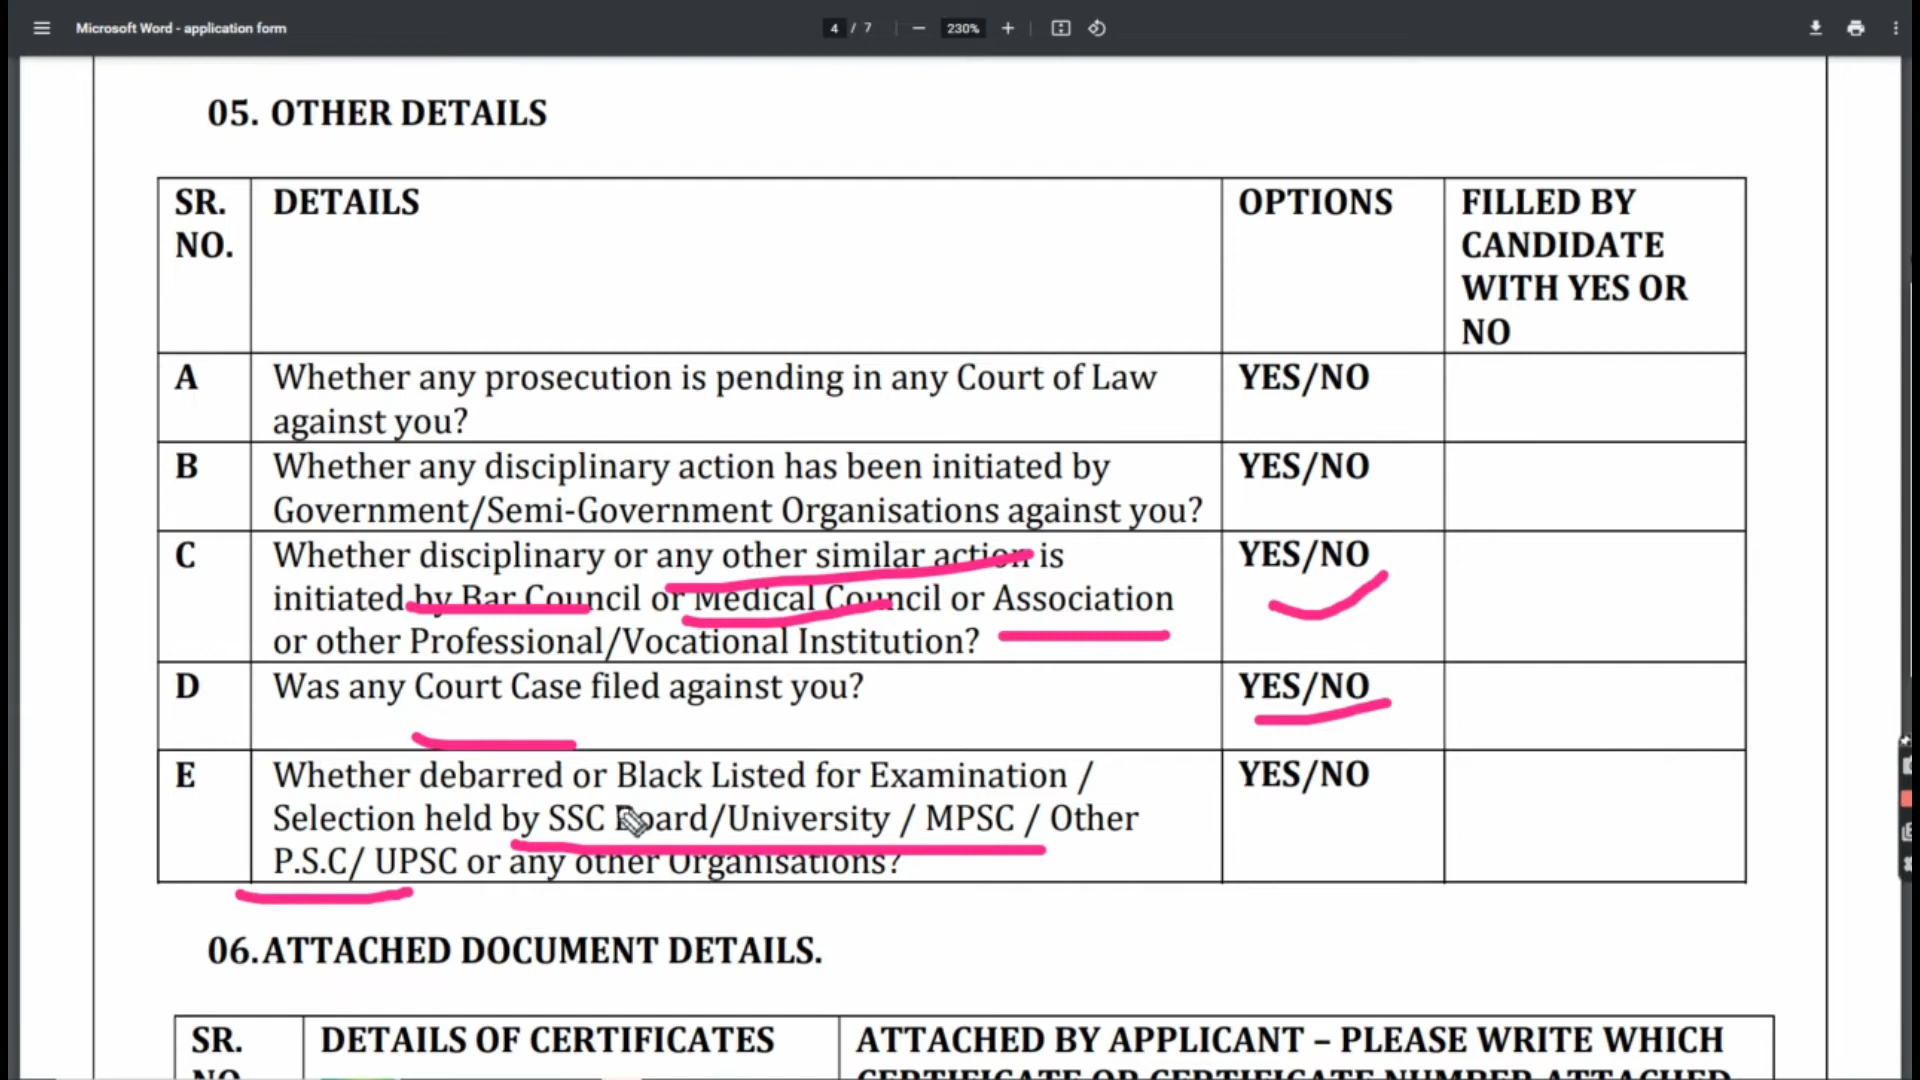 Microsoft Word - application form
4 / 7
230%
05. OTHER DETAILS
SR. NO.
DETAILS
OPTIONS
FILLED BY CANDIDATE WITH YES OR NO
A
Whether any prosecution is pending in any Court of Law
against you?
YES/NO
B
Whether any disciplinary action has been initiated by
Government/Semi-Government Organisations against you?
YES/NO
C
Whether disciplinary or any other similar action is
initiated by Bar Council or Medical Council or Association
or other Professional/Vocational Institution?
YES/NO
D
Was any Court Case filed against you?
YES/NO
E
Whether debarred or Black Listed for Examination /
Selection held by SSC Board/University / MPSC / Other
P.S.C/ UPSC or any other Organisations?
YES/NO
06.ATTACHED DOCUMENT DETAILS.
SR.
NO
DETAILS OF CERTIFICATES
ATTACHED BY APPLICANT – PLEASE WRITE WHICH
CERTIFICATE OR CERTIFICATE NUMBER ATTACHED